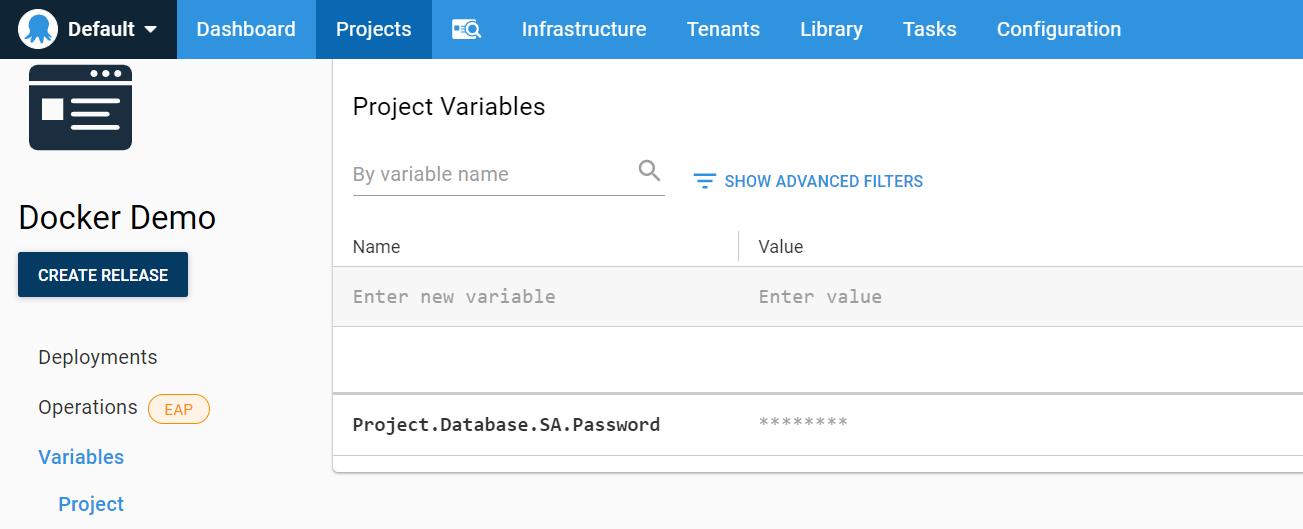 Default Dashboard Projects Infrastructure Tenants Library Tasks Configuration
Docker Demo
CREATE RELEASE
Deployments
Operations EAP
Variables
Project
Project Variables
By variable name SHOW ADVANCED FILTERS
Name Value
Enter new variable Enter value
Project.Database.SA.Password ********